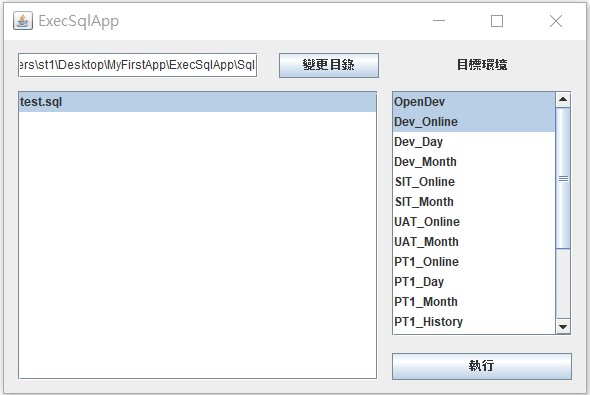 ExecSqlApp
ers\st1\Desktop\MyFirstApp\ExecSqlApp\Sql
變更目錄
目標環境
test.sql
OpenDev
Dev_Online
Dev_Day
Dev_Month
SIT_Online
SIT_Month
UAT_Online
UAT_Month
PT1_Online
PT1_Day
PT1_Month
PT1_History
執行